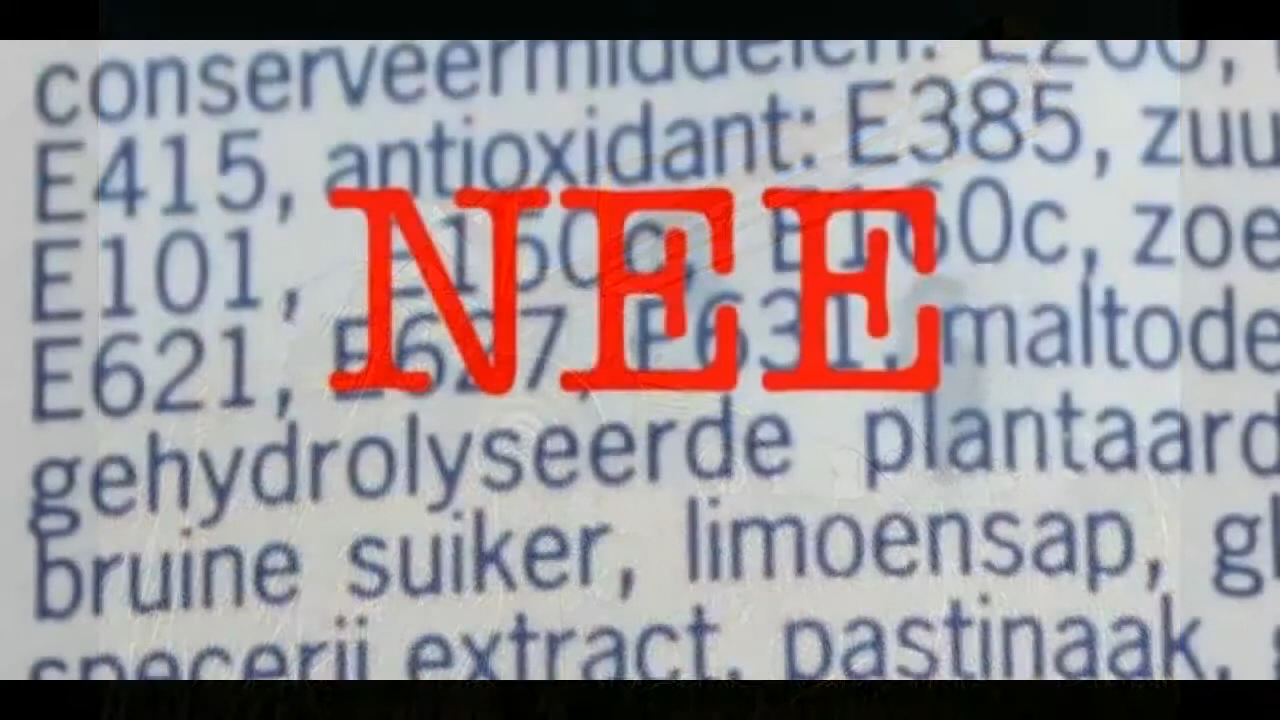 conserveermiddelen: E200,
E415, antioxidant: E385, zuu
E101, E150c, E160c, zoe
NEE
E621, E627, E631, maltode
gehydrolyseerde plantaard
bruine suiker, limoensap, gl
specerij extract, pastinaak,